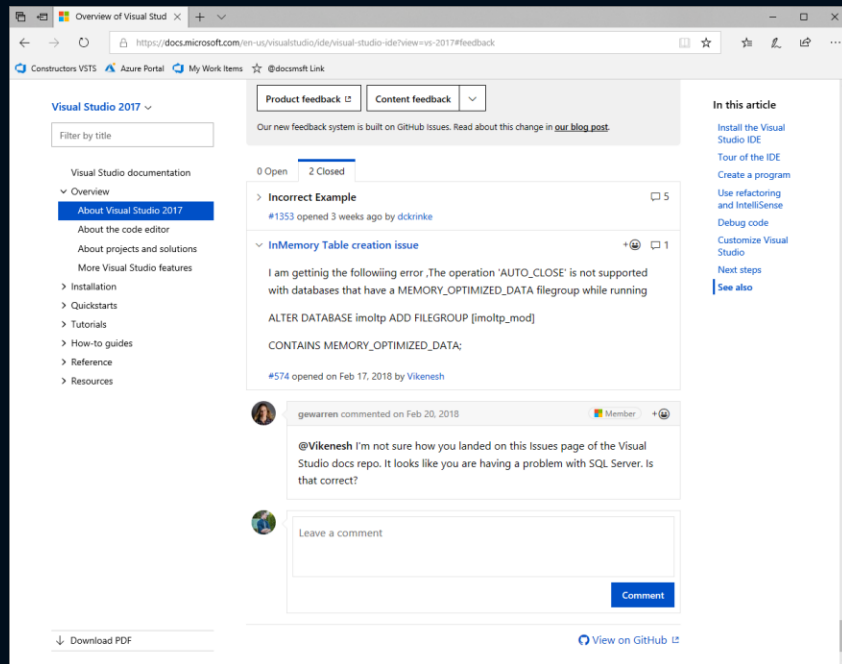 Overview of Visual Stud
https://docs.microsoft.com/en-us/visualstudio/ide/visual-studio-ide?view=vs-2017#feedback
Constructors VSTS
Azure Portal
My Work Items
@docsmsft Link
Visual Studio 2017
Filter by title
Visual Studio documentation
Overview
About Visual Studio 2017
About the code editor
About projects and solutions
More Visual Studio features
Installation
Quickstarts
Tutorials
How-to guides
Reference
Resources
Download PDF
Product feedback
Content feedback
Our new feedback system is built on GitHub Issues. Read about this change in our blog post.
0 Open
2 Closed
Incorrect Example
5
#1353 opened 3 weeks ago by dckrinke
InMemory Table creation issue
1
I am gettinig the followiing error ,The operation 'AUTO_CLOSE' is not supported
with databases that have a MEMORY_OPTIMIZED_DATA filegroup while running
ALTER DATABASE imoltp ADD FILEGROUP [imoltp_mod]
CONTAINS MEMORY_OPTIMIZED_DATA;
#574 opened on Feb 17, 2018 by Vikenesh
gewarren commented on Feb 20, 2018
Member
@Vikenesh I'm not sure how you landed on this Issues page of the Visual
Studio docs repo. It looks like you are having a problem with SQL Server. Is
that correct?
Leave a comment
Comment
View on GitHub
In this article
Install the Visual
Studio IDE
Tour of the IDE
Create a program
Use refactoring
and IntelliSense
Debug code
Customize Visual
Studio
Next steps
See also